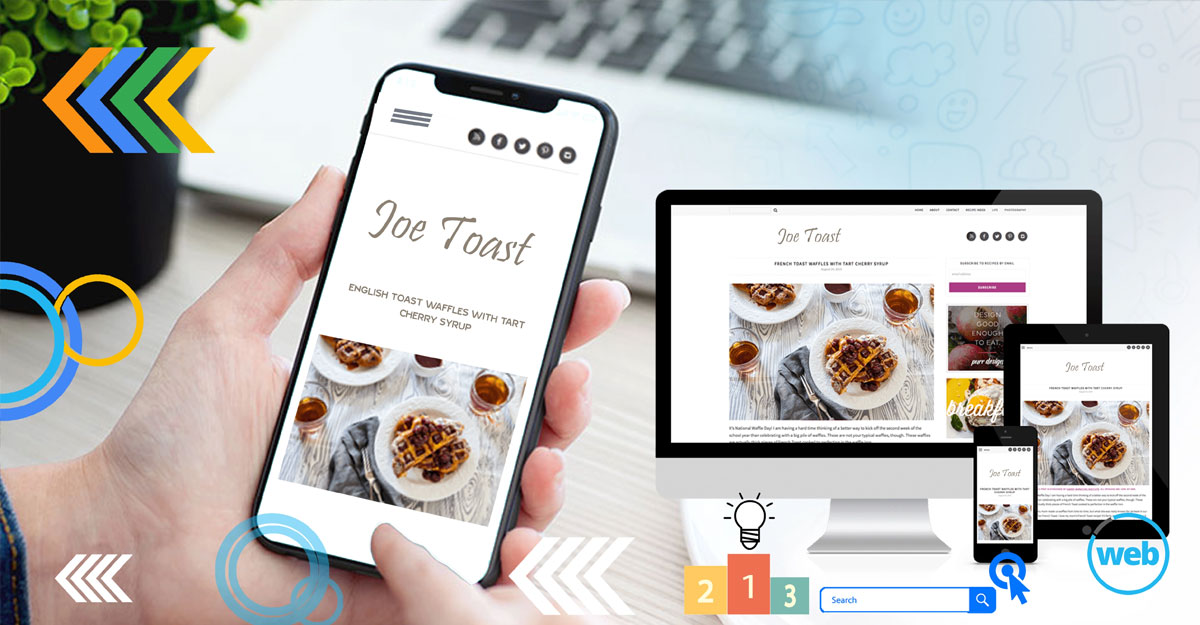 Joe Toast
ENGLISH TOAST WAFFLES WITH TART
CHERRY SYRUP
HOME ABOUT CONTACT RECIPE LIFE PHOTOGRAPHY
Joe Toast
FRENCH TOAST WAFFLES WITH TART CHERRY SYRUP
SUBSCRIBE TO RECIPES BY EMAIL
email address
SUBSCRIBE
DESIGN
GOOD
ENOUGH
TO EAT.
purr design
breakf
It's National Waffle Day! I am having a hard time thinking of a better way to kick off the second week of the
school year than celebrating with a big pile of waffles. These are not your typical waffles, though. These waffles
Joe Toast
FRENCH TOAST WAFFLES WITH TART CHERRY SYRUP
Joe Toast
FRENCH TOAST WAFFLES WITH TART
CHERRY SYRUP
2 1 3
Search
web